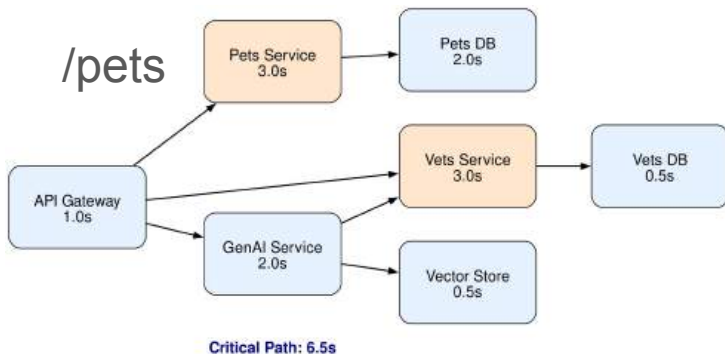 /pets
Pets Service
3.0s
Pets DB
2.0s
API Gateway
1.0s
Vets Service
3.0s
Vets DB
0.5s
GenAI Service
2.0s
Vector Store
0.5s
Critical Path: 6.5s